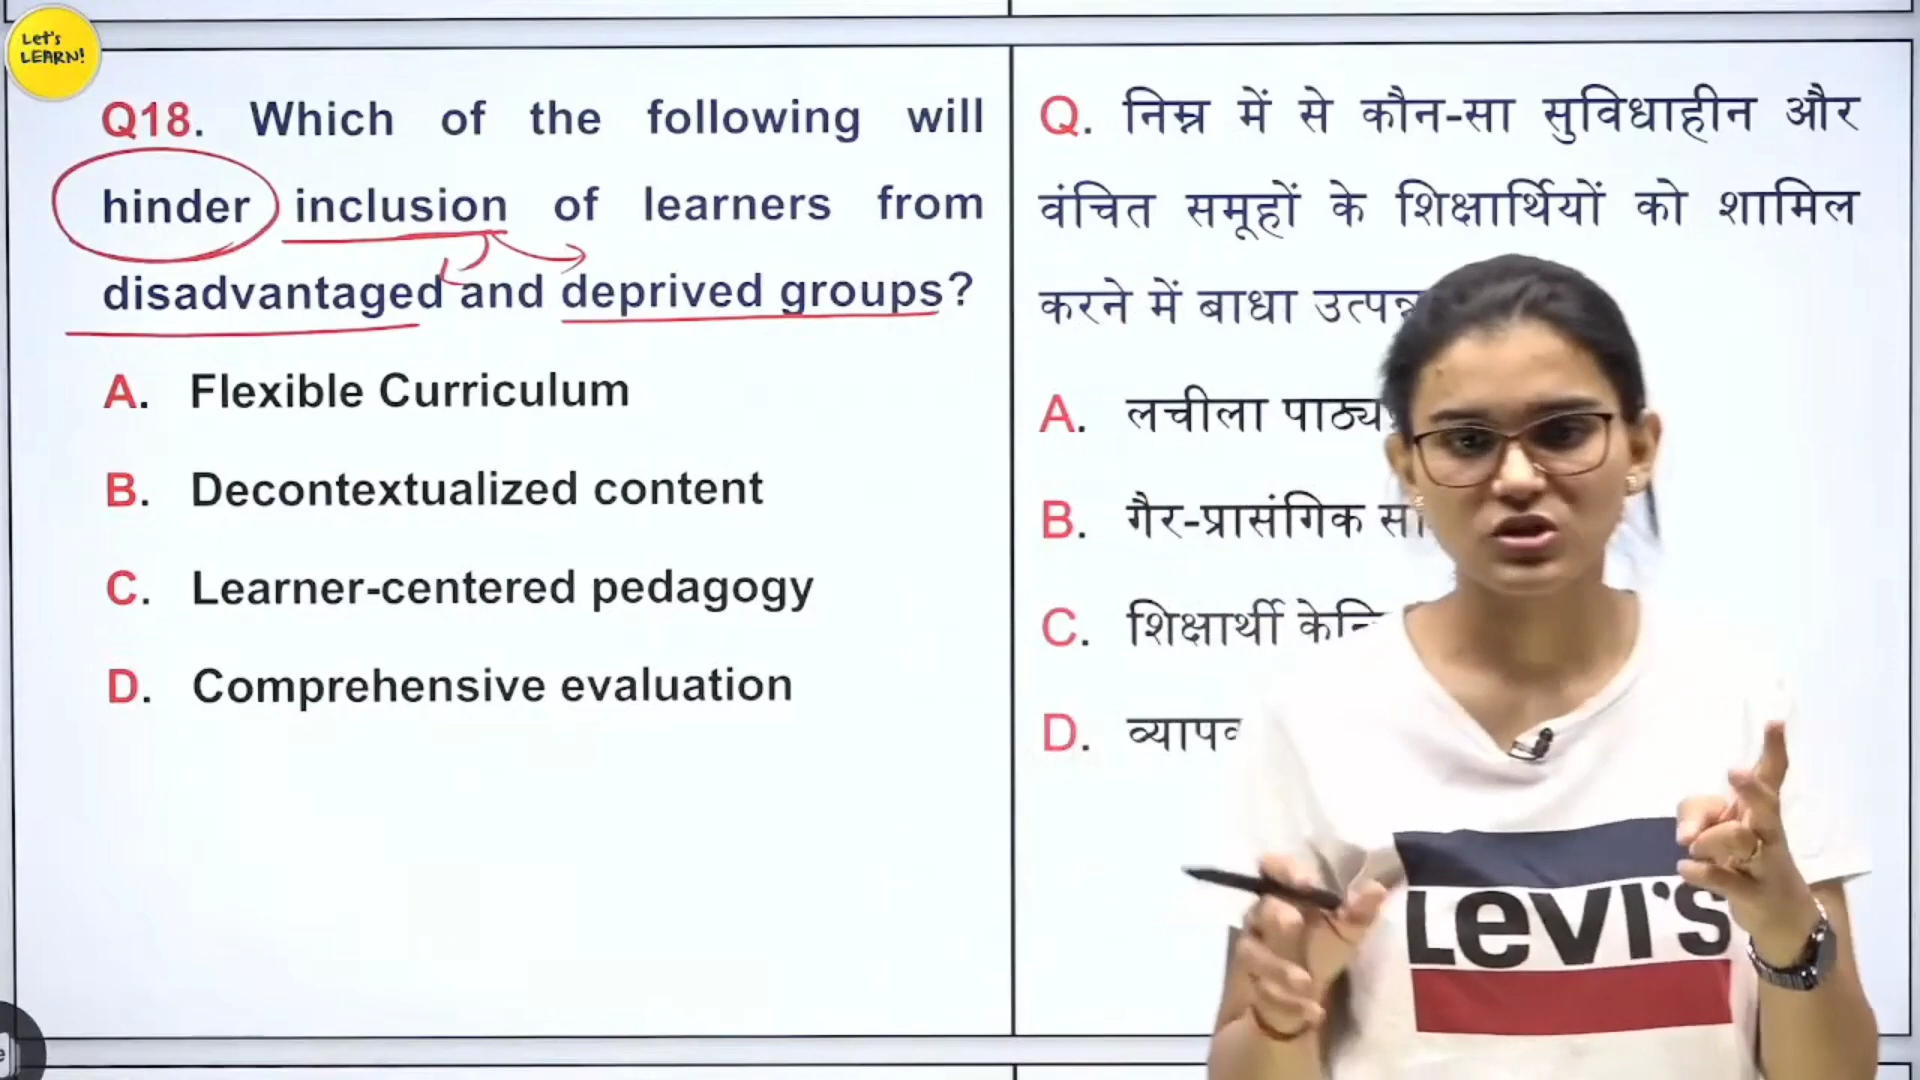 Let's
LEARN!
Q18. Which of the following will
hinder inclusion of learners from
disadvantaged and deprived groups?
A. Flexible Curriculum
B. Decontextualized content
C. Learner-centered pedagogy
D. Comprehensive evaluation
Q. निम्न में से कौन-सा सुविधाहीन और
वंचित समूहों के शिक्षार्थियों को शामिल
करने में बाधा
A. लचीला
B. गैर-प्रासंगिक
C. शिक्षार्थी
D.
LEVI'S